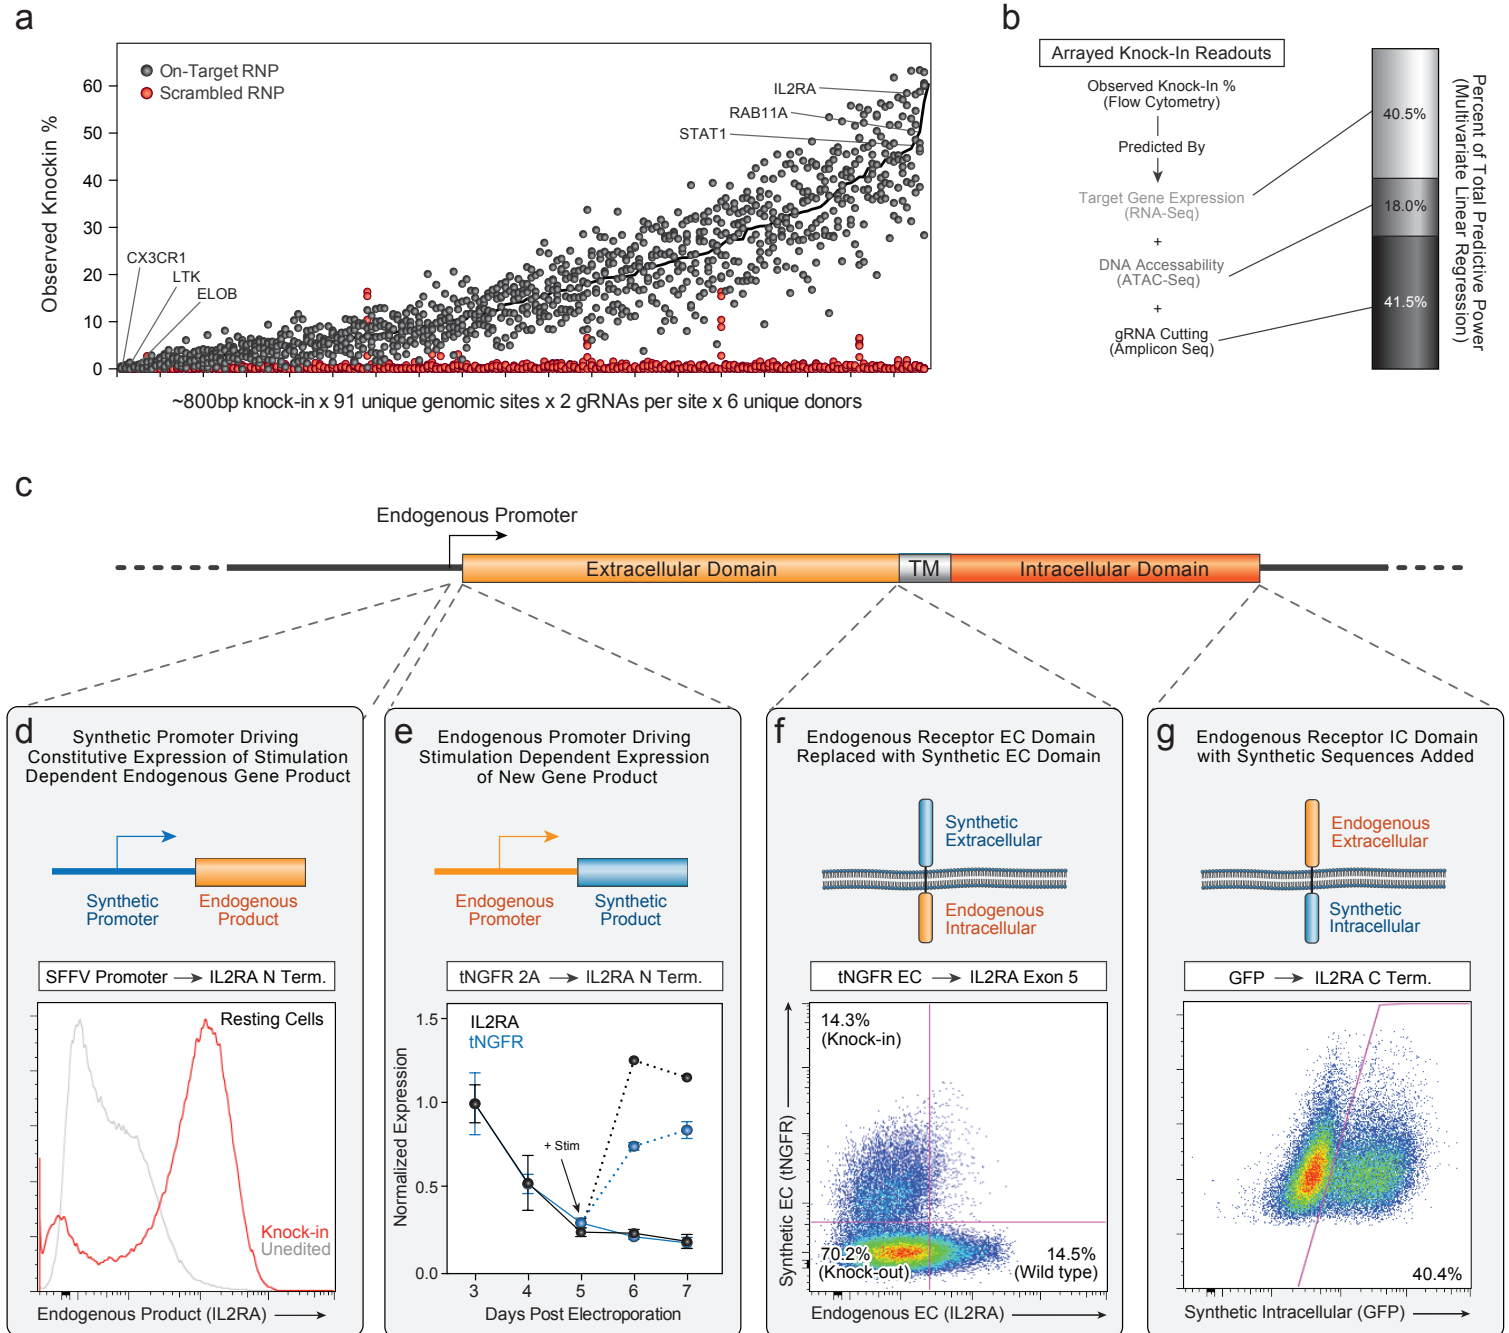 a
On-Target RNP
Scrambled RNP
Observed Knockin %
60
50
40
30
20
10
0
CX3CR1
LTK
ELOB
IL2RA
RAB11A
STAT1
~800bp knock-in x 91 unique genomic sites x 2 gRNAs per site x 6 unique donors
b
Arrayed Knock-In Readouts
Observed Knock-In %
(Flow Cytometry)
Predicted By
Target Gene Expression
(RNA-Seq)
+
DNA Accessability
(ATAC-Seq)
+
gRNA Cutting
(Amplicon Seq)
40.5%
18.0%
41.5%
Percent of Total Predictive Power
(Multivariate Linear Regression)
c
Endogenous Promoter
Extracellular Domain
TM
Intracellular Domain
d
Synthetic Promoter Driving
Constitutive Expression of Stimulation
Dependent Endogenous Gene Product
Synthetic
Promoter
Endogenous
Product
SFFV Promoter → IL2RA N Term.
Resting Cells
Knock-in
Unedited
Endogenous Product (IL2RA)
e
Endogenous Promoter Driving
Stimulation Dependent Expression
of New Gene Product
Endogenous
Promoter
Synthetic
Product
tNGFR 2A → IL2RA N Term.
IL2RA
tNGFR
Normalized Expression
1.5
1.0
0.5
0.0
+ Stim
3 4 5 6 7
Days Post Electroporation
f
Endogenous Receptor EC Domain
Replaced with Synthetic EC Domain
Synthetic
Extracellular
Endogenous
Intracellular
tNGFR EC → IL2RA Exon 5
Synthetic EC (tNGFR)
14.3%
(Knock-in)
70.2%
(Knock-out)
14.5%
(Wild type)
Endogenous EC (IL2RA)
g
Endogenous Receptor IC Domain
with Synthetic Sequences Added
Endogenous
Extracellular
Synthetic
Intracellular
GFP → IL2RA C Term.
40.4%
Synthetic Intracellular (GFP)